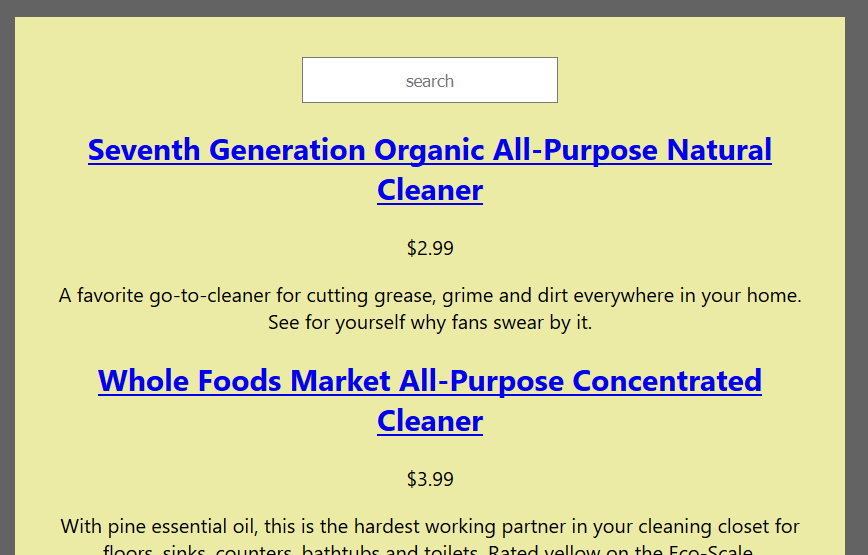 search
Seventh Generation Organic All-Purpose Natural
Cleaner
$2.99
A favorite go-to-cleaner for cutting grease, grime and dirt everywhere in your home.
See for yourself why fans swear by it.
Whole Foods Market All-Purpose Concentrated
Cleaner
$3.99
With pine essential oil, this is the hardest working partner in your cleaning closet for
floors, sinks, counters, bathtubs and toilets. Rated yellow on the Eco-Scale